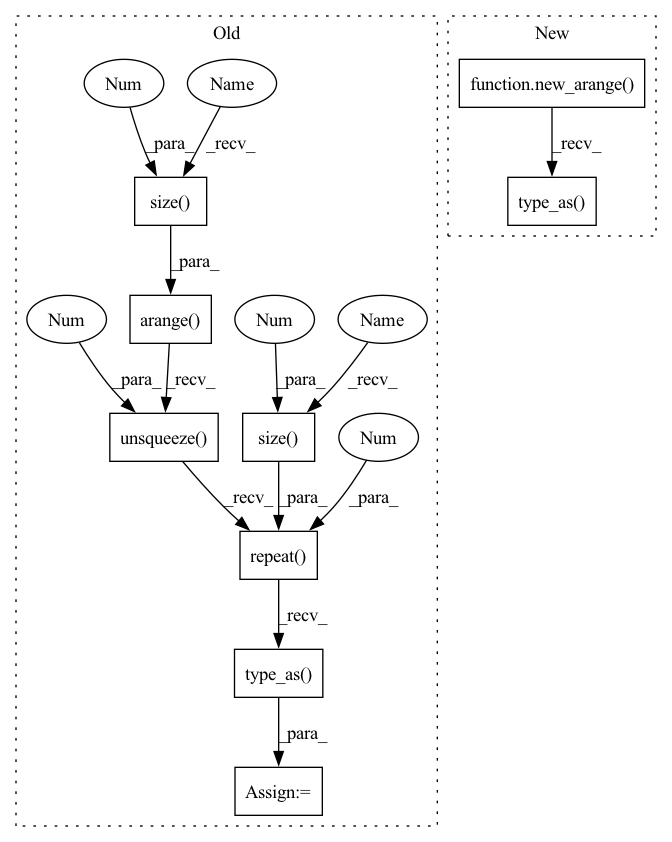 Old
New
Num
Name
function.new_arange()
_para_
_recv_
_recv_
size()
type_as()
_para_
Num
arange()
Num
Name
_para_
_recv_
_para_
_recv_
unsqueeze()
size()
Num
_recv_
_para_
_para_
repeat()
_recv_
type_as()
_para_
Assign:=